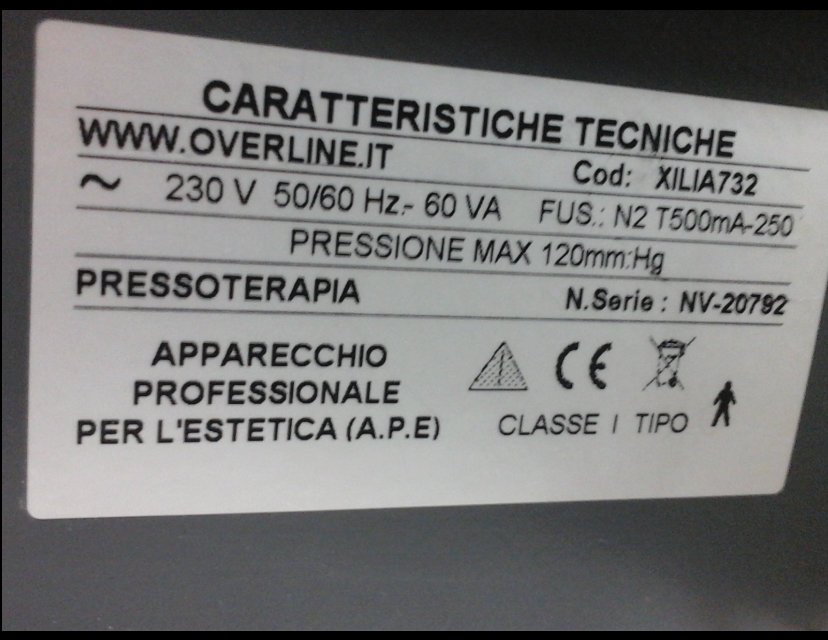 CARATTERISTICHE TECNICHE
WWW.OVERLINE.IT Cod: XILIA732
~ 230 V 50/60 Hz.- 60 VA FUS.: N2 T500mA-250
PRESSIONE MAX 120mm:Hg
PRESSOTERAPIA N.Serie : NV-20792
APPARECCHIO
PROFESSIONALE
PER L'ESTETICA (A.P.E)
CE
CLASSE I TIPO